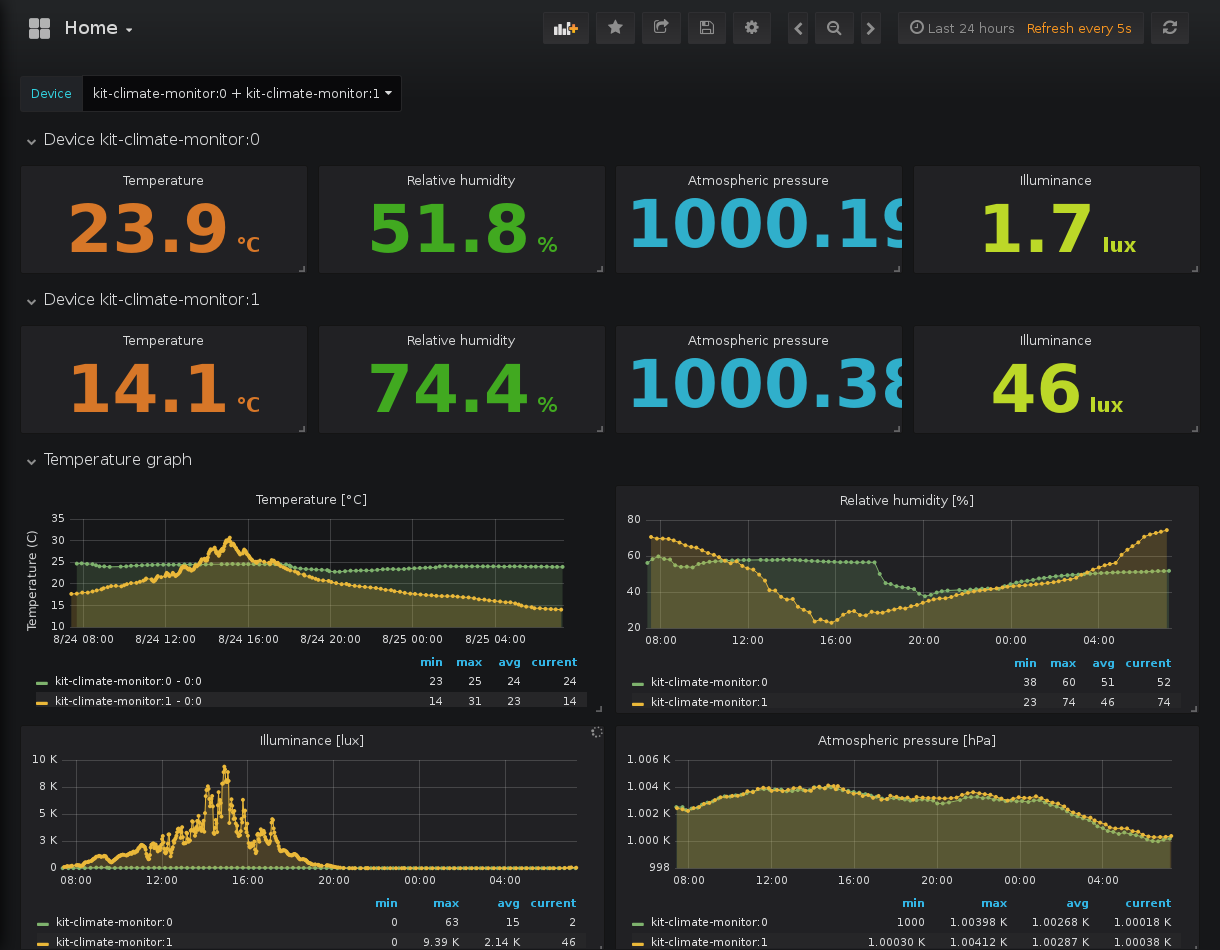 Home
Last 24 hours Refresh every 5s
Device kit-climate-monitor:0 + kit-climate-monitor:1
Device kit-climate-monitor:0
Temperature Relative humidity Atmospheric pressure Illuminance
23.9 °C 51.8 % 1000.19 1.7 lux
Device kit-climate-monitor:1
Temperature Relative humidity Atmospheric pressure Illuminance
14.1 °C 74.4 % 1000.38 46 lux
Temperature graph
Temperature [°C]
Temperature (C)
35
30
25
20
15
10
8/24 08:00 8/24 12:00 8/24 16:00 8/24 20:00 8/25 00:00 8/25 04:00
min max avg current
kit-climate-monitor:0 - 0:0 23 25 24 24
kit-climate-monitor:1 - 0:0 14 31 23 14
Relative humidity [%]
80
60
40
20
08:00 12:00 16:00 20:00 00:00 04:00
min max avg current
kit-climate-monitor:0 38 60 51 52
kit-climate-monitor:1 23 74 46 74
Illuminance [lux]
10 K
8 K
5 K
3 K
0
08:00 12:00 16:00 20:00 00:00 04:00
min max avg current
kit-climate-monitor:0 0 63 15 2
kit-climate-monitor:1 0 9.39 K 2.14 K 46
Atmospheric pressure [hPa]
1.006 K
1.004 K
1.002 K
1.000 K
998
08:00 12:00 16:00 20:00 00:00 04:00
min max avg current
kit-climate-monitor:0 1000 1.00398 K 1.00268 K 1.00018 K
kit-climate-monitor:1 1.00030 K 1.00412 K 1.00287 K 1.00038 K